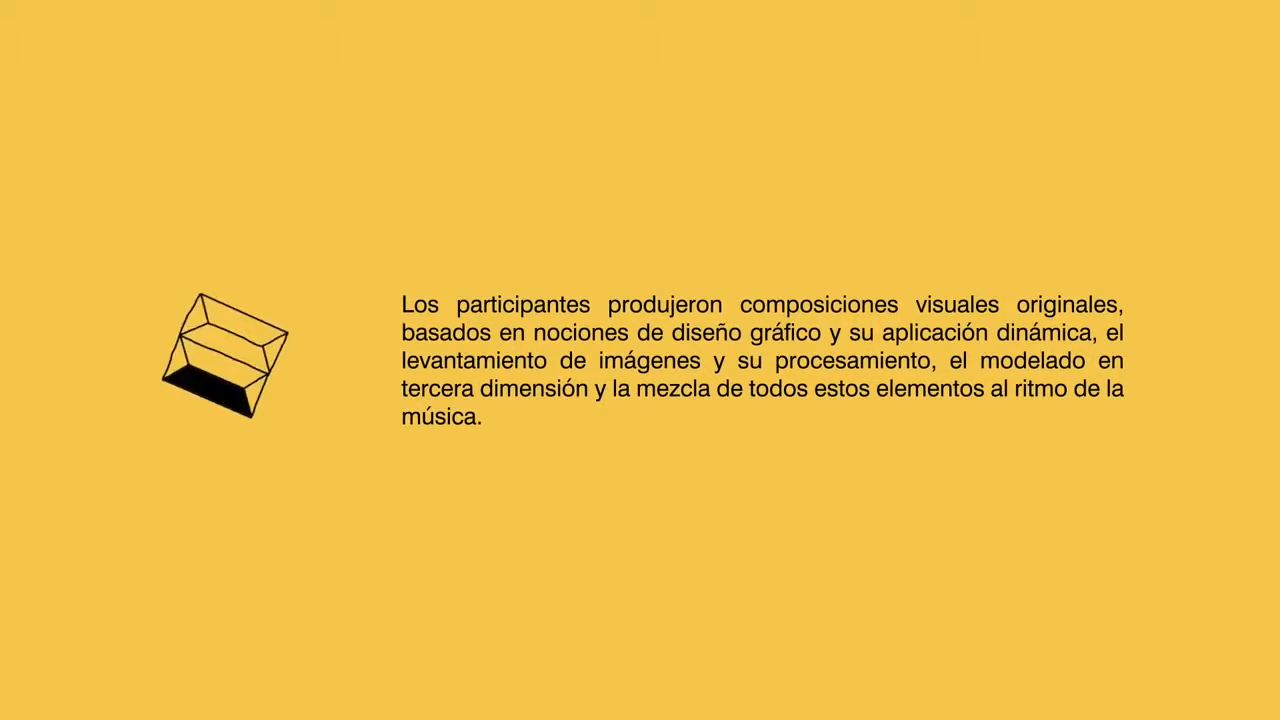 Los participantes produjeron composiciones visuales originales,
basados en nociones de diseño gráfico y su aplicación dinámica, el
levantamiento de imágenes y su procesamiento, el modelado en
tercera dimensión y la mezcla de todos estos elementos al ritmo de la
música.